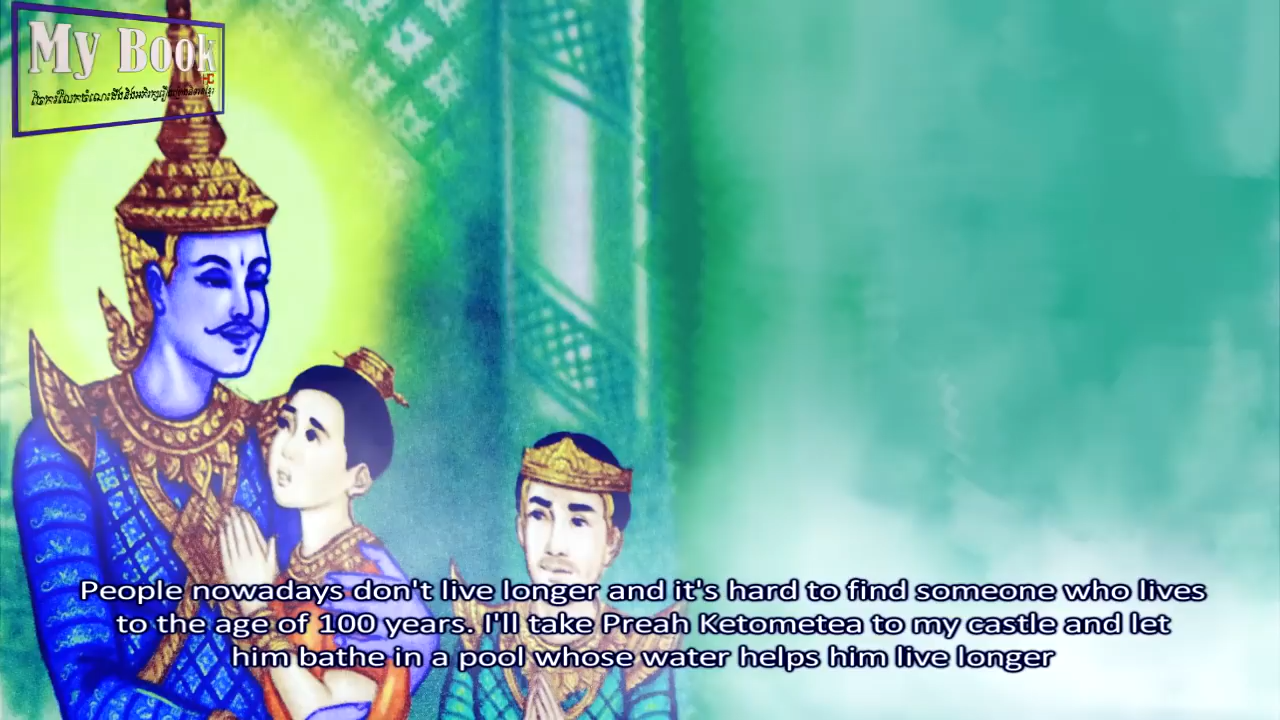 My Book
HC
People nowadays don't live longer and it's hard to find someone who lives
to the age of 100 years. I'll take Preah Ketometea to my castle and let
him bathe in a pool whose water helps him live longer